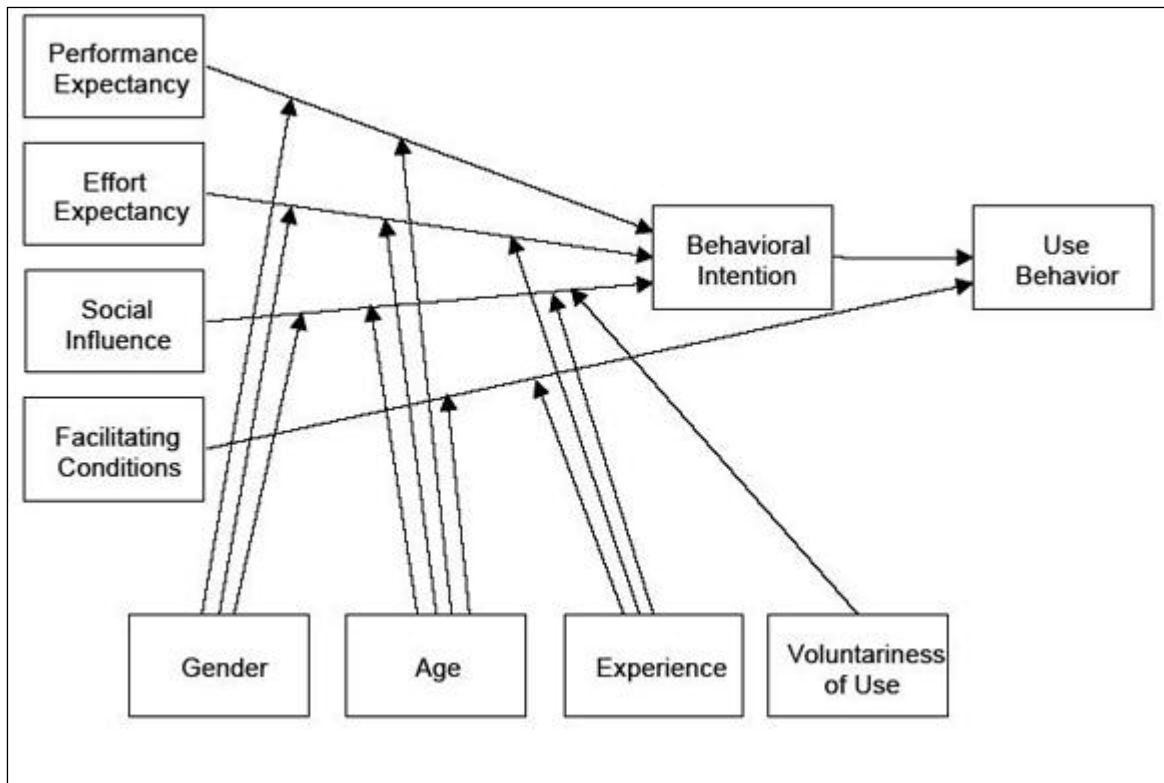 Performance
Expectancy
Effort
Expectancy
Social
Influence
Facilitating
Conditions
Behavioral
Intention
Use
Behavior
Gender
Age
Experience
Voluntariness
of Use